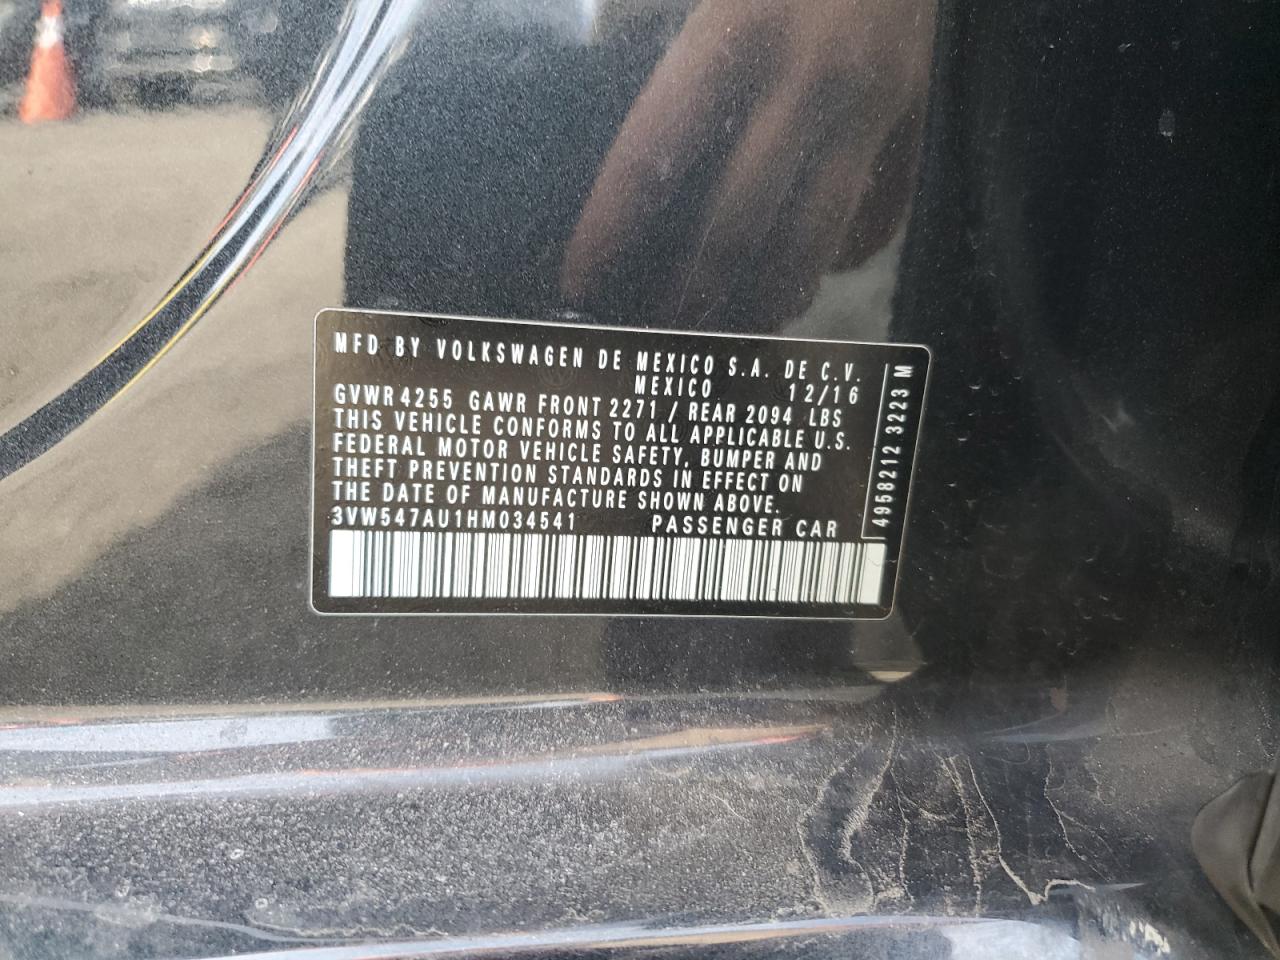 MFD BY VOLKSWAGEN DE MEXICO S.A. DE C.V.
MEXICO 12/16
GVWR 4255 GAWR FRONT 2271 / REAR 2094 LBS
THIS VEHICLE CONFORMS TO ALL APPLICABLE U.S.
FEDERAL MOTOR VEHICLE SAFETY, BUMPER AND
THEFT PREVENTION STANDARDS IN EFFECT ON
THE DATE OF MANUFACTURE SHOWN ABOVE.
3VW547AU1HM034541 PASSENGER CAR
4958212 3223 M